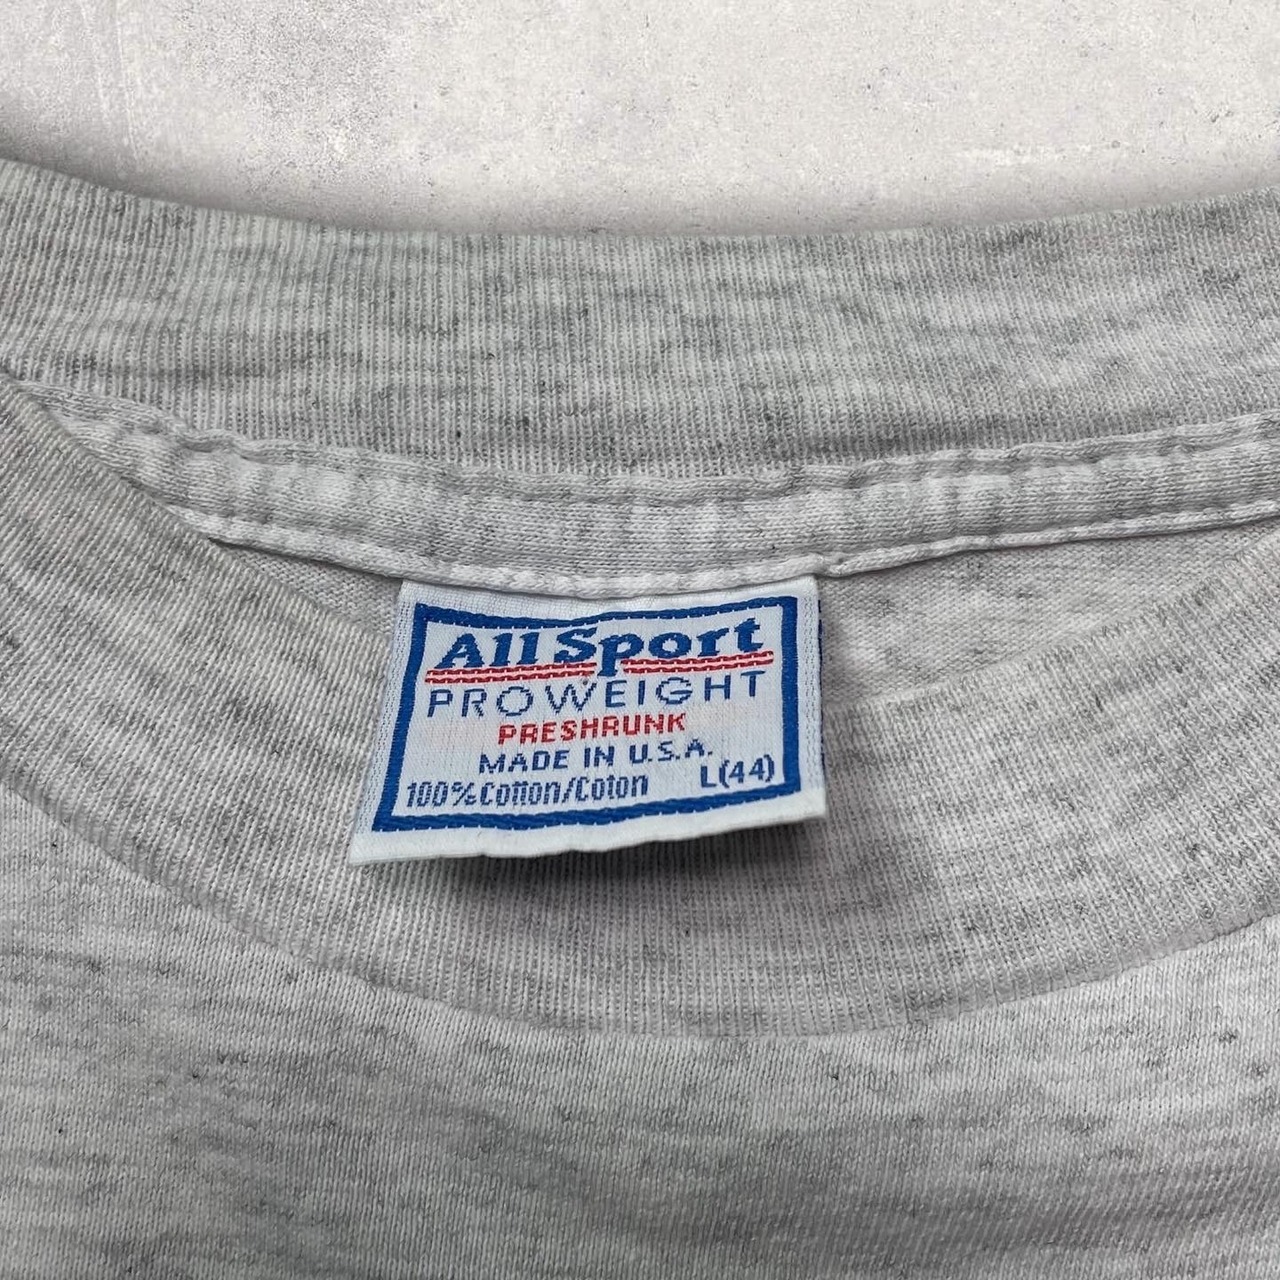 All Sport
PROWEIGHT
PRESHRUNK
MADE IN U.S.A.
100% Cotton/Coton L(44)